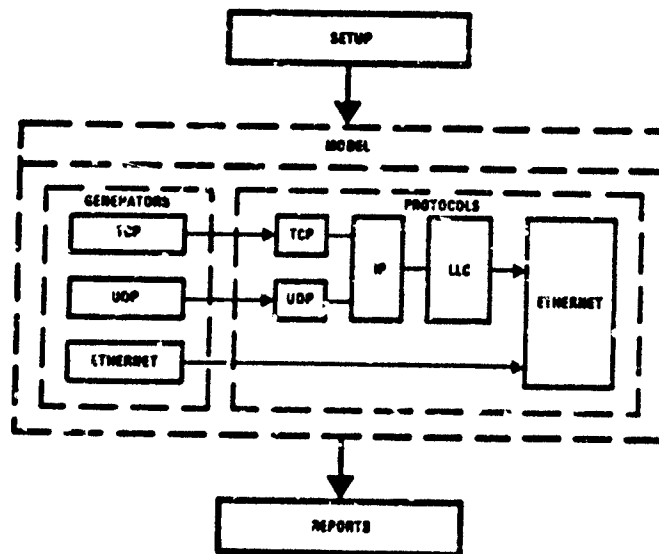 SETUP
MODEL
GENERATORS
PROTOCOLS
TCP
TCP
IP
LLC
ETHERNET
UDP
UDP
ETHERNET
REPORTS